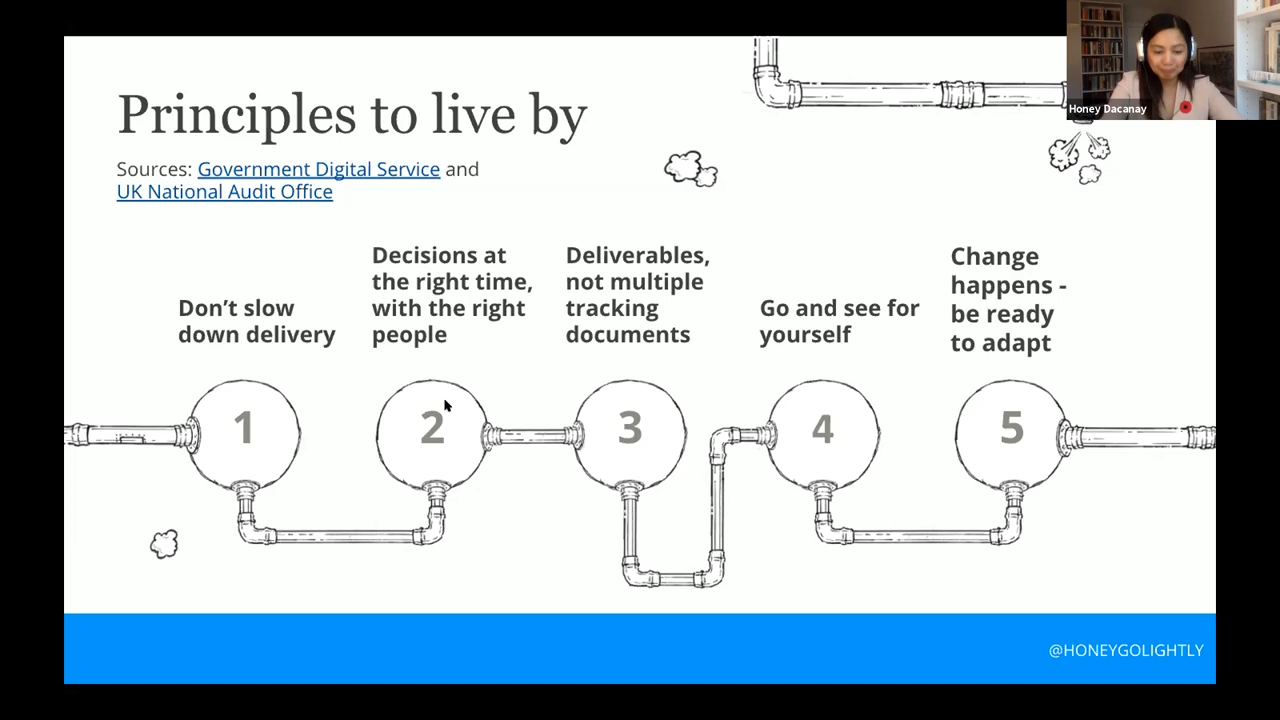 Principles to live by
Sources: Government Digital Service and
UK National Audit Office
Honey Dacanay
Don’t slow
down delivery
Decisions at
the right time,
with the right
people
Deliverables,
not multiple
tracking
documents
Go and see for
yourself
Change
happens -
be ready
to adapt
1
2
3
4
5
@HONEYGOLIGHTLY